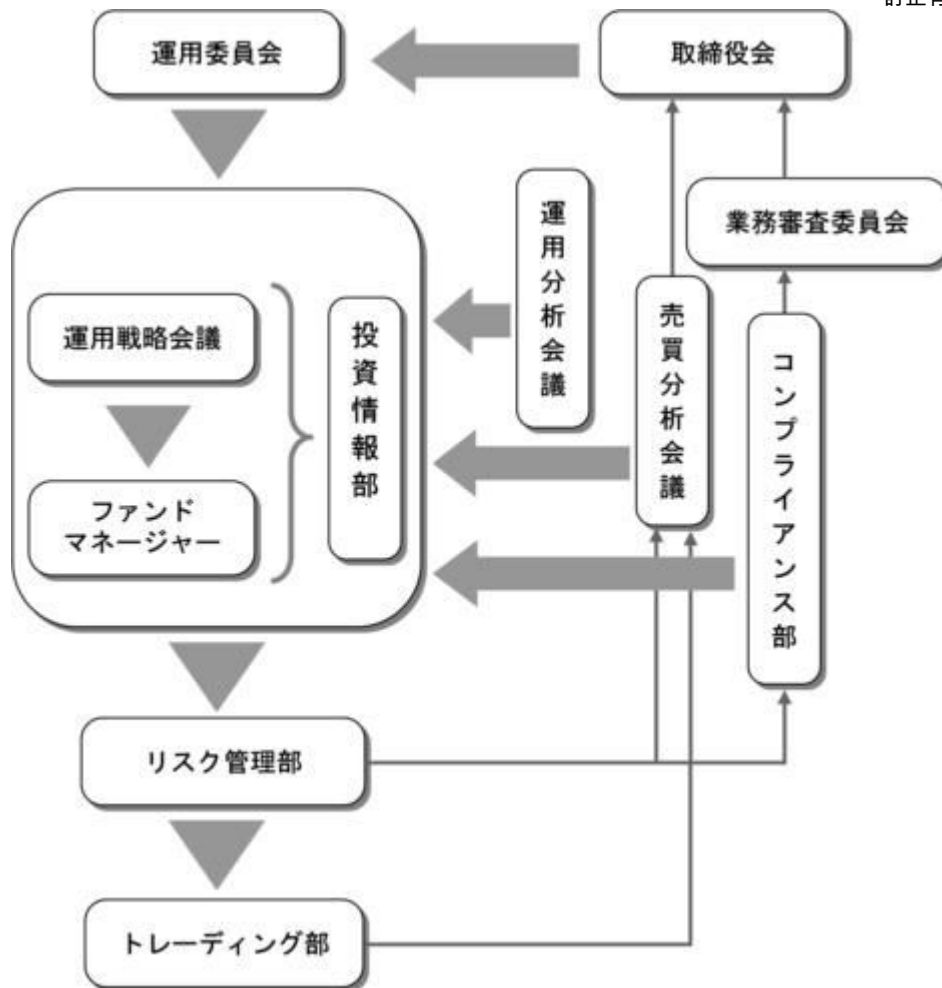 運用委員会
取締役会
業務審査委員会
運用分析会議
売買分析会議
コンプライアンス部
運用戦略会議
投資情報部
ファンド
マネージャー
リスク管理部
トレーディング部